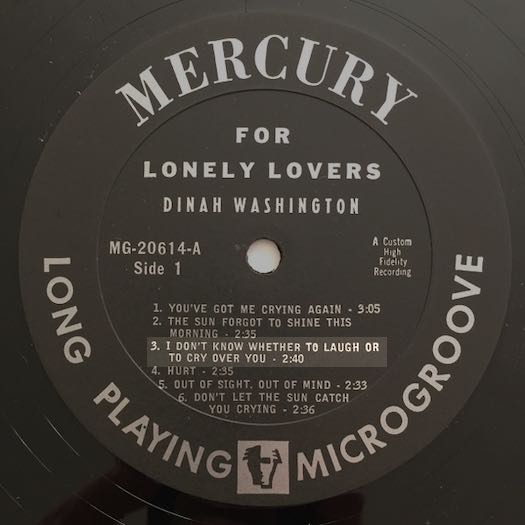 MERCURY
FOR
LONELY LOVERS
DINAH WASHINGTON
MG-20614-A
Side 1
A Custom
High
Fidelity
Recording
1. YOU'VE GOT ME CRYING AGAIN - 3:05
2. THE SUN FORGOT TO SHINE THIS
MORNING - 2:35
3. I DON'T KNOW WHETHER TO LAUGH OR
TO CRY OVER YOU - 2:40
4. HURT - 2:35
5. OUT OF SIGHT, OUT OF MIND - 2:33
6. DON'T LET THE SUN CATCH
YOU CRYING - 2:36
LONG PLAYING MICROGROOVE